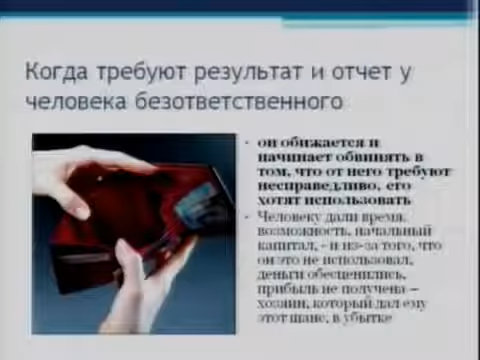 Когда требуют результат и отчет у
человека безответственного
он обижается и
начинает обвинять в
том, что от него требуют
несправедливо, его
хотят использовать
Человеку дали время,
возможность, начальный
капитал, - и из-за того, что
он это не использовал,
деньги обесценились,
прибыль не получена –
хозяин, который дал ему
этот шанс, в убытке